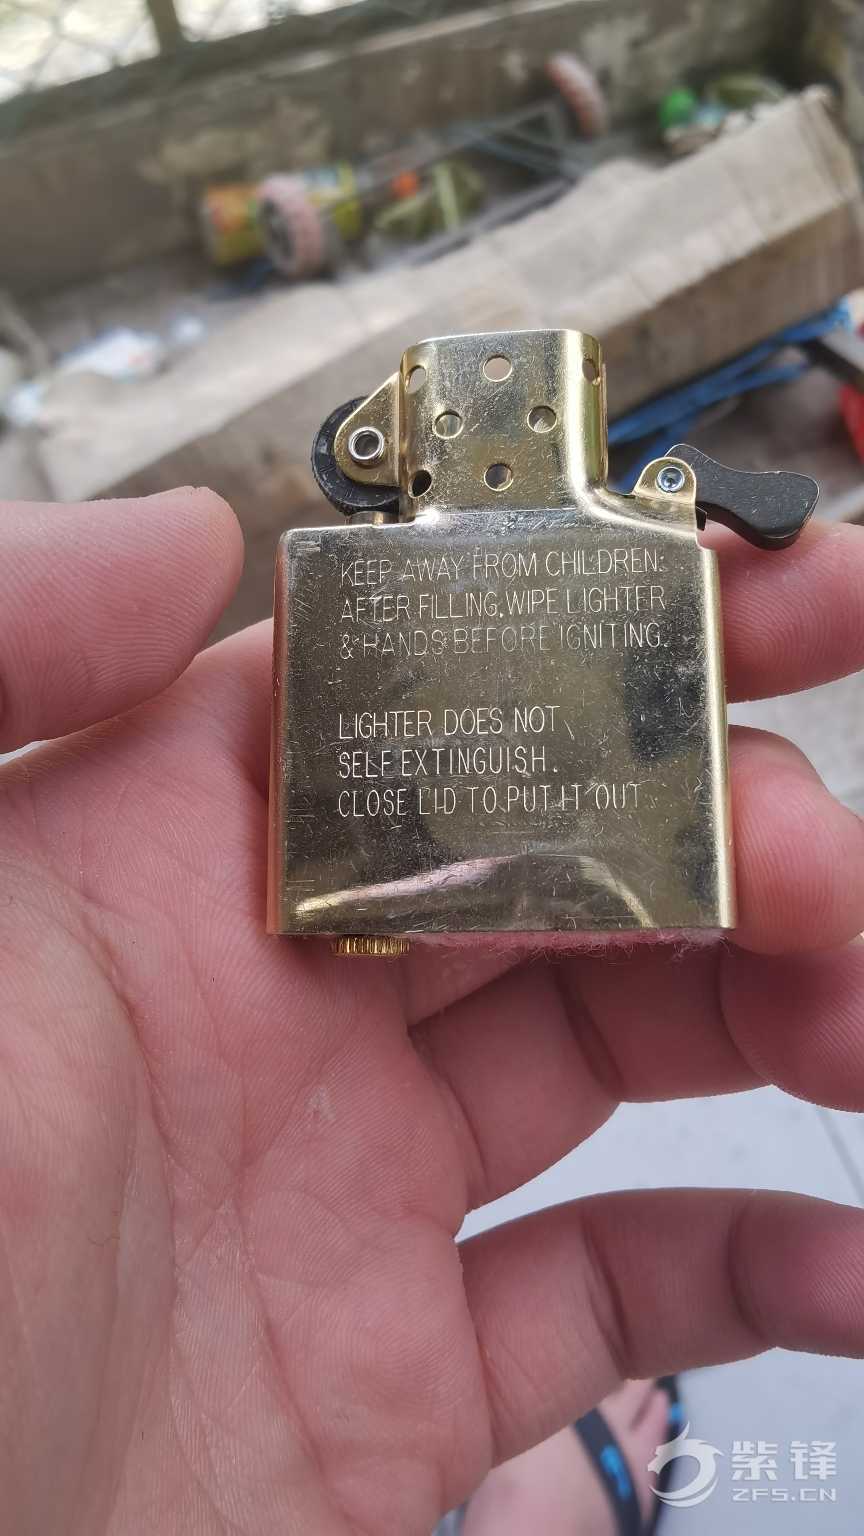 KEEP AWAY FROM CHILDREN.
AFTER FILLING, WIPE LIGHTER
& HANDS BEFORE IGNITING.
LIGHTER DOES NOT
SELF EXTINGUISH.
CLOSE LID TO PUT IT OUT
紫锋
ZFS.CN